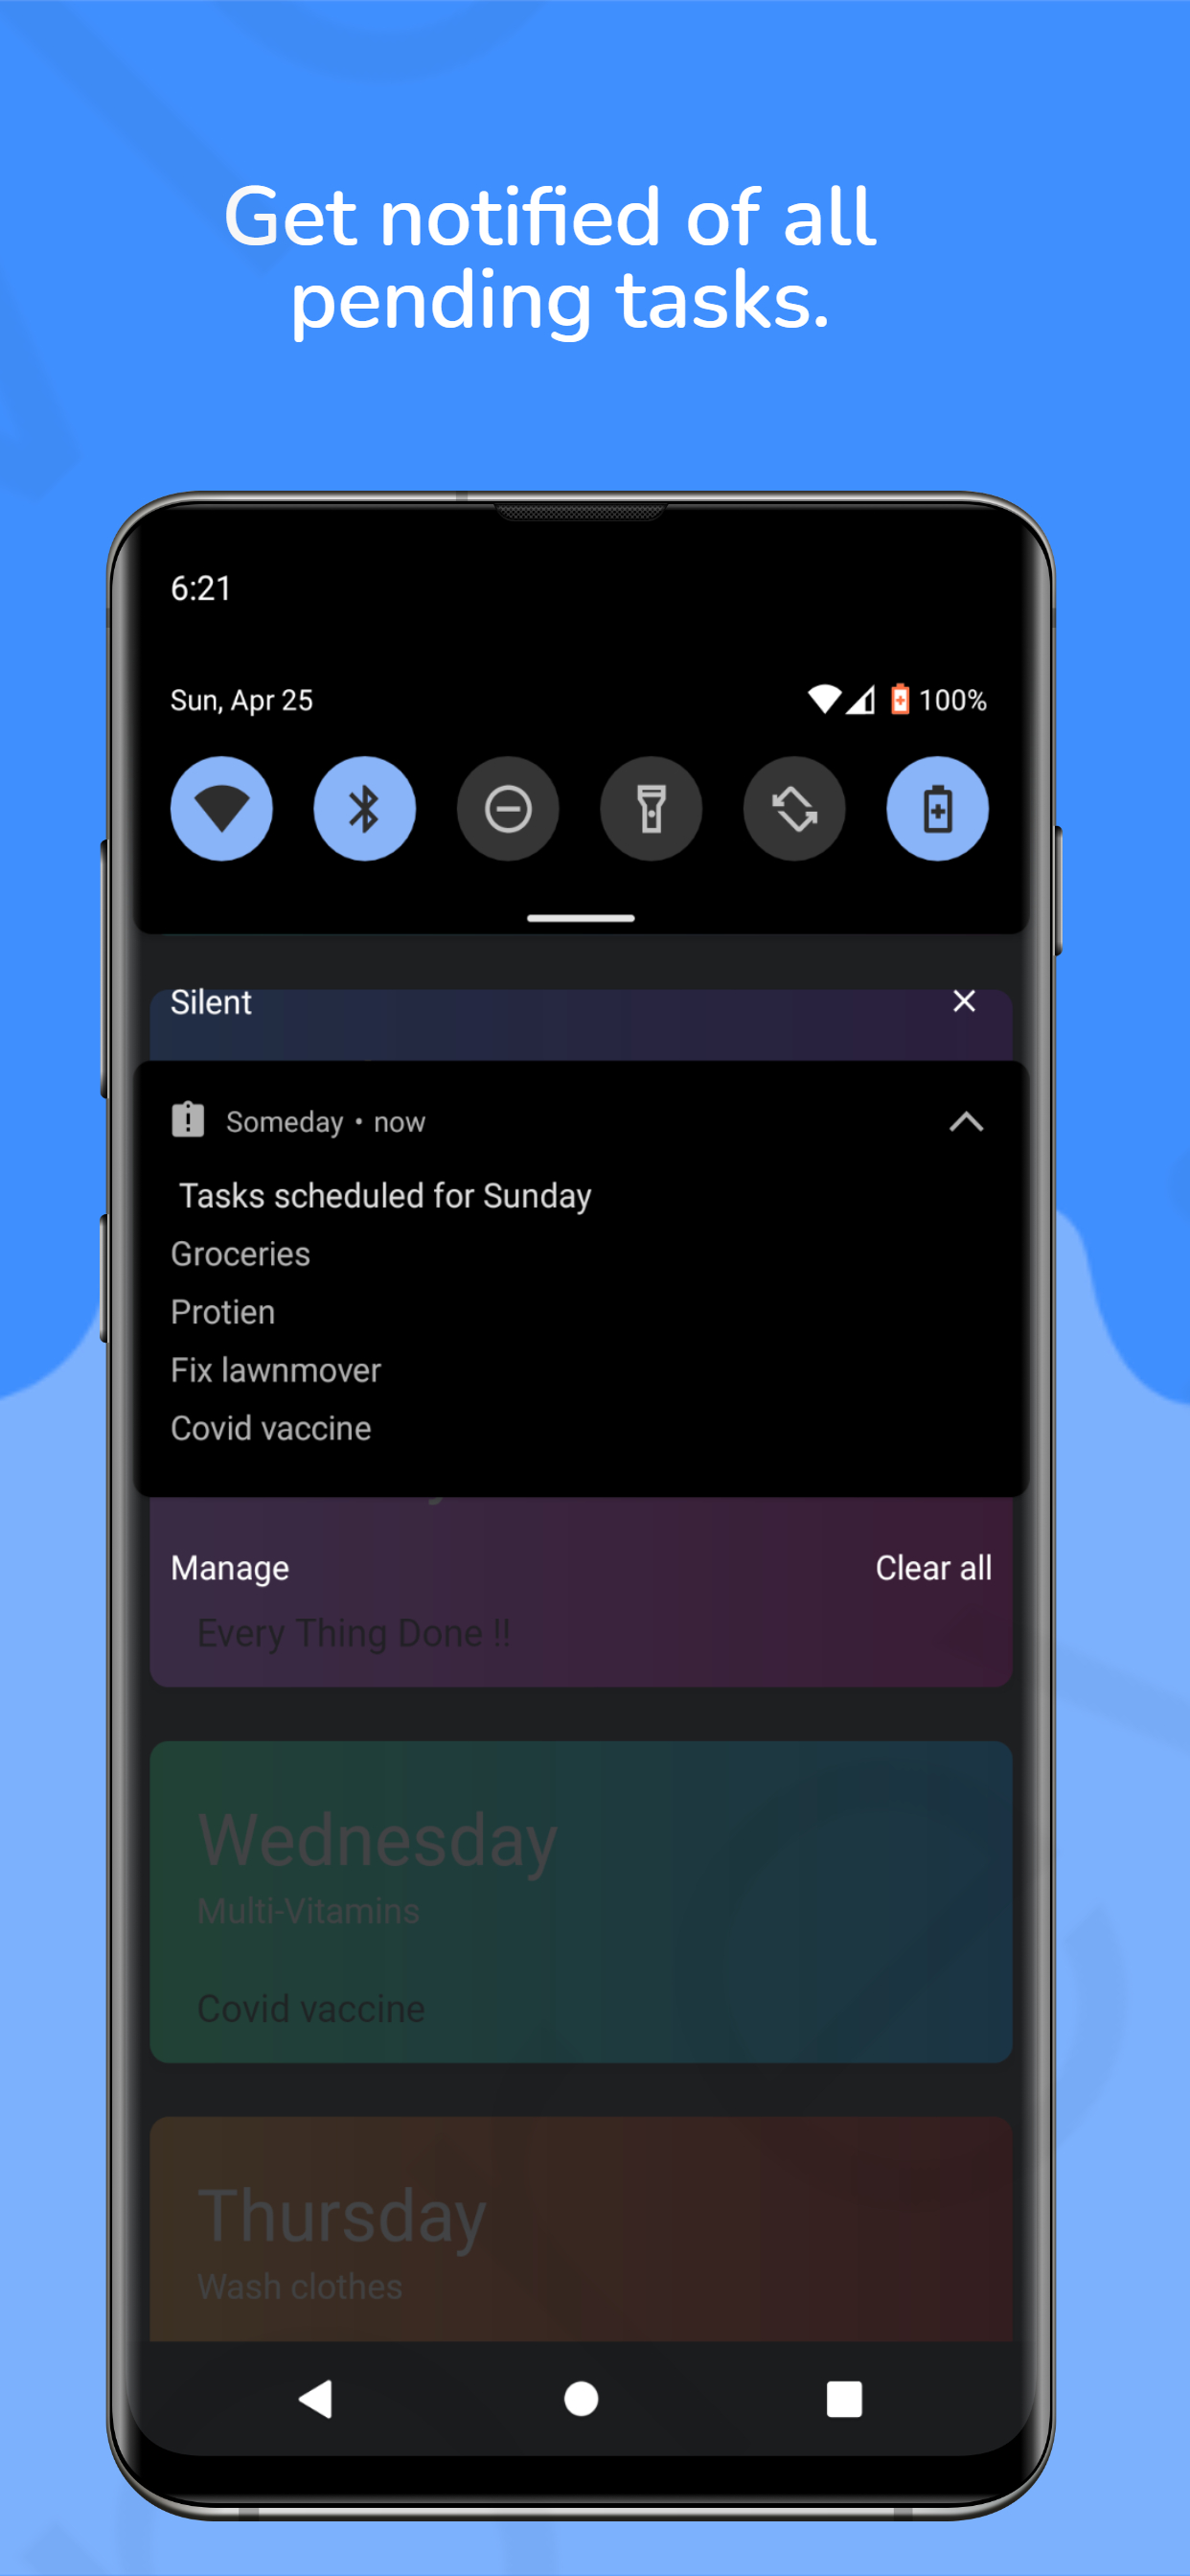 Get notified of all
pending tasks.
6:21
Sun, Apr 25
100%
Silent
Someday • now
Tasks scheduled for Sunday
Groceries
Protien
Fix lawnmover
Covid vaccine
Manage
Clear all
Every Thing Done !!
Wednesday
Multi-Vitamins
Covid vaccine
Thursday
Wash clothes